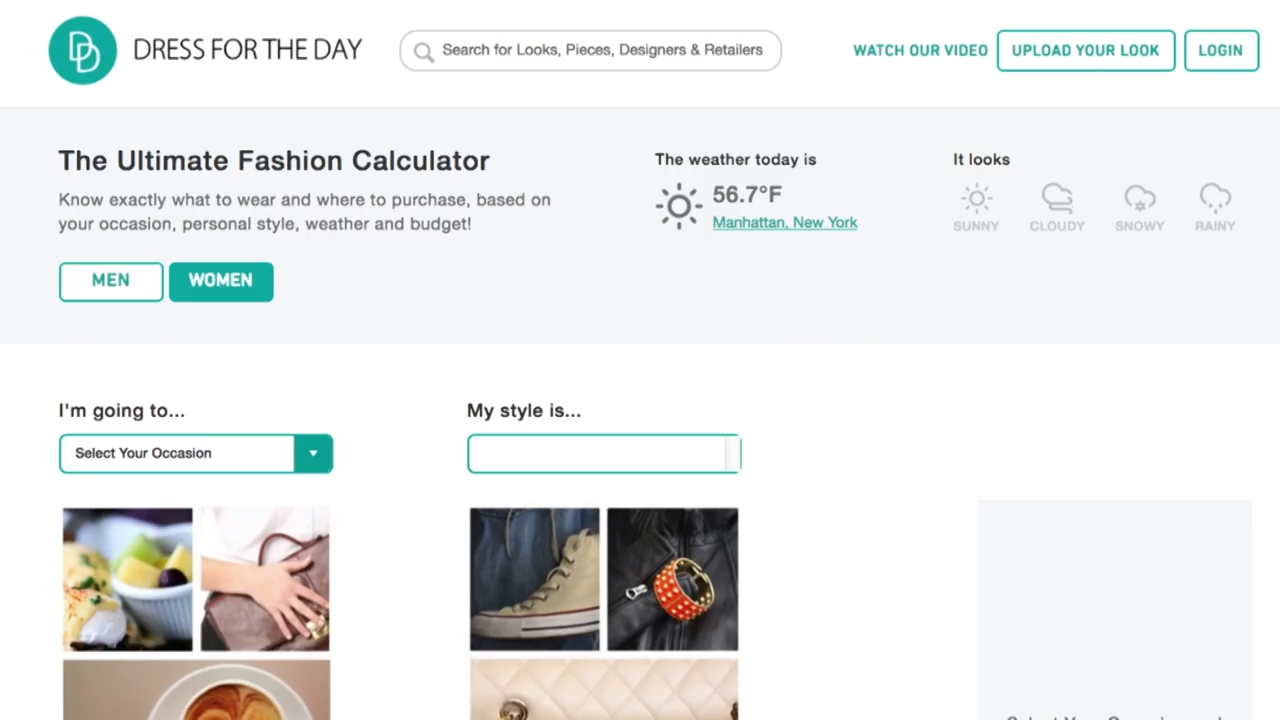 DRESS FOR THE DAY
Search for Looks, Pieces, Designers & Retailers
WATCH OUR VIDEO
UPLOAD YOUR LOOK
LOGIN
The Ultimate Fashion Calculator
Know exactly what to wear and where to purchase, based on
your occasion, personal style, weather and budget!
MEN
WOMEN
The weather today is
56.7°F
Manhattan, New York
It looks
SUNNY
CLOUDY
SNOWY
RAINY
I'm going to...
Select Your Occasion
My style is...